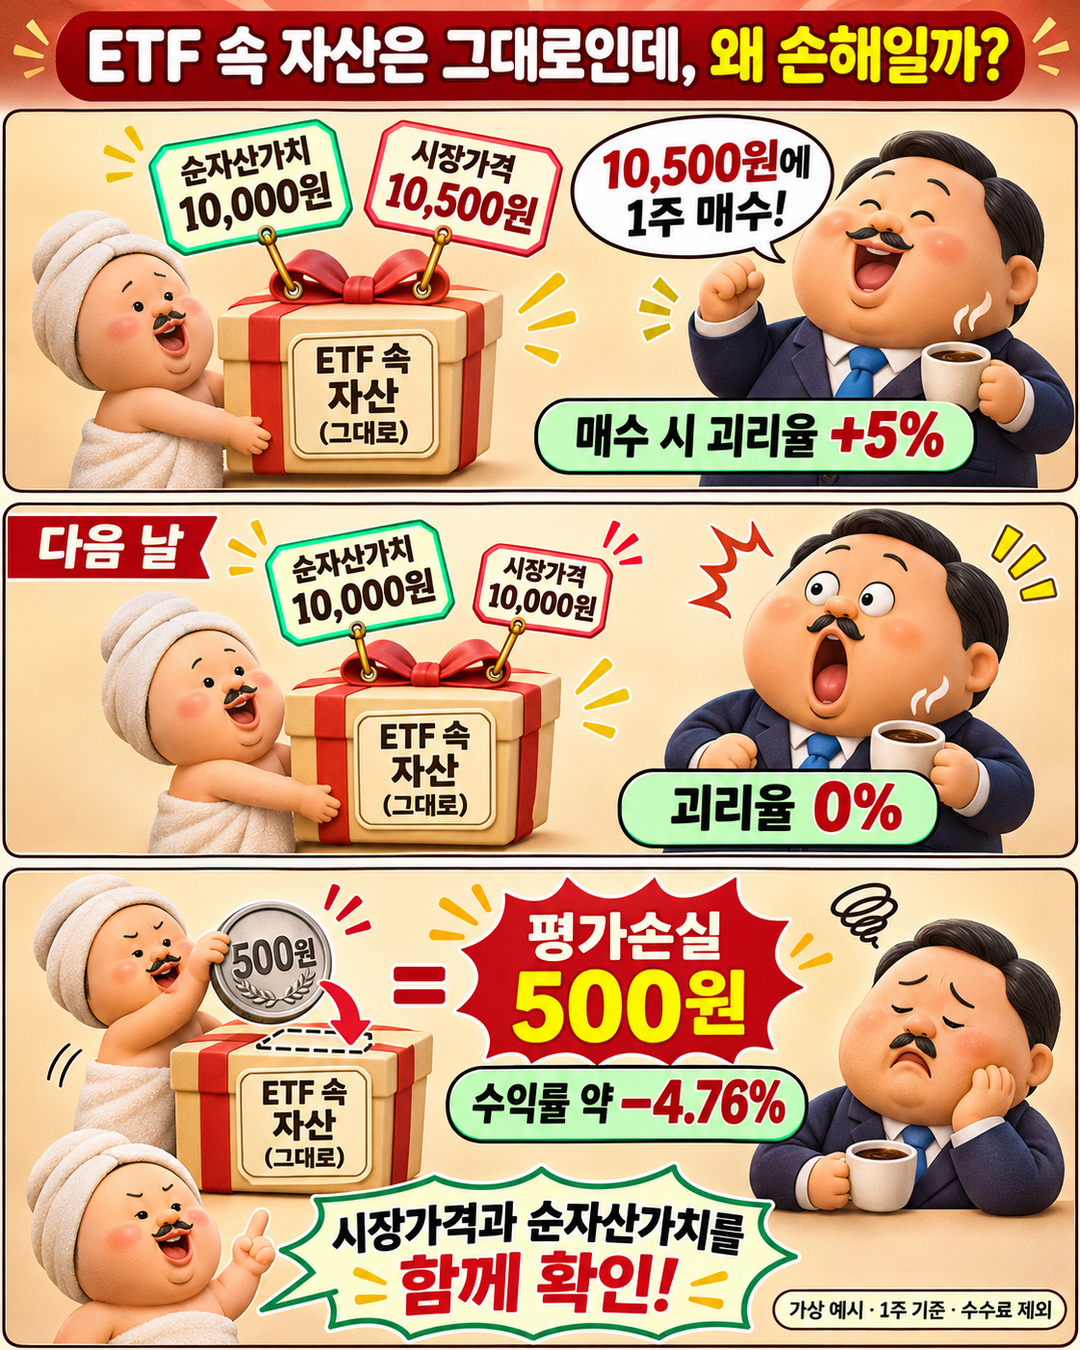 ETF 속 자산은 그대로인데, 왜 손해일까?
순자산가치
10,000원
시장가격
10,500원
10,500원에
1주 매수!
ETF 속
자산
(그대로)
매수 시 괴리율 +5%
다음 날
순자산가치
10,000원
시장가격
10,000원
ETF 속
자산
(그대로)
괴리율 0%
500원
=
평가손실
500원
ETF 속
자산
(그대로)
수익률 약 −4.76%
시장가격과 순자산가치를
함께 확인!
가상 예시 · 1주 기준 · 수수료 제외